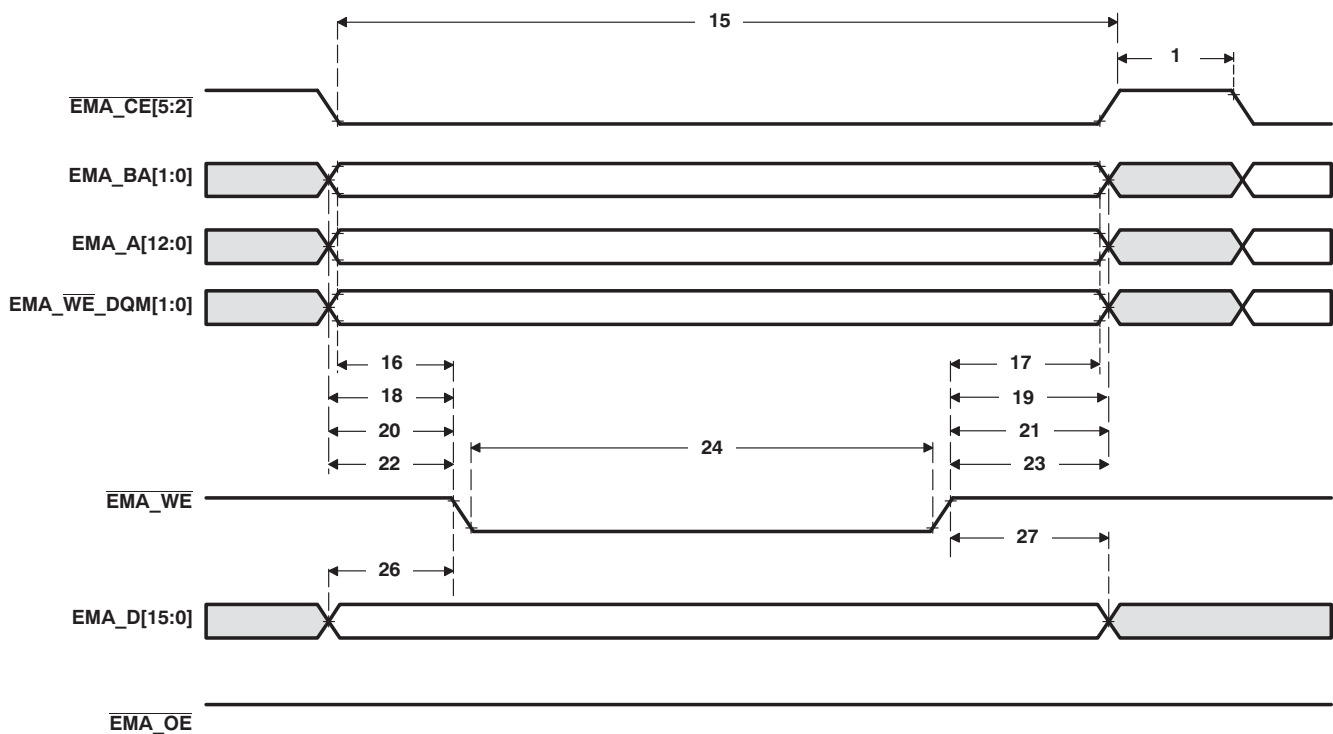 15
1
EMA_CE[5:2]
EMA_BA[1:0]
EMA_A[12:0]
EMA_WE_DQM[1:0]
16 17
18 19
20 21
24
22 23
EMA_WE
27
26
EMA_D[15:0]
EMA_OE